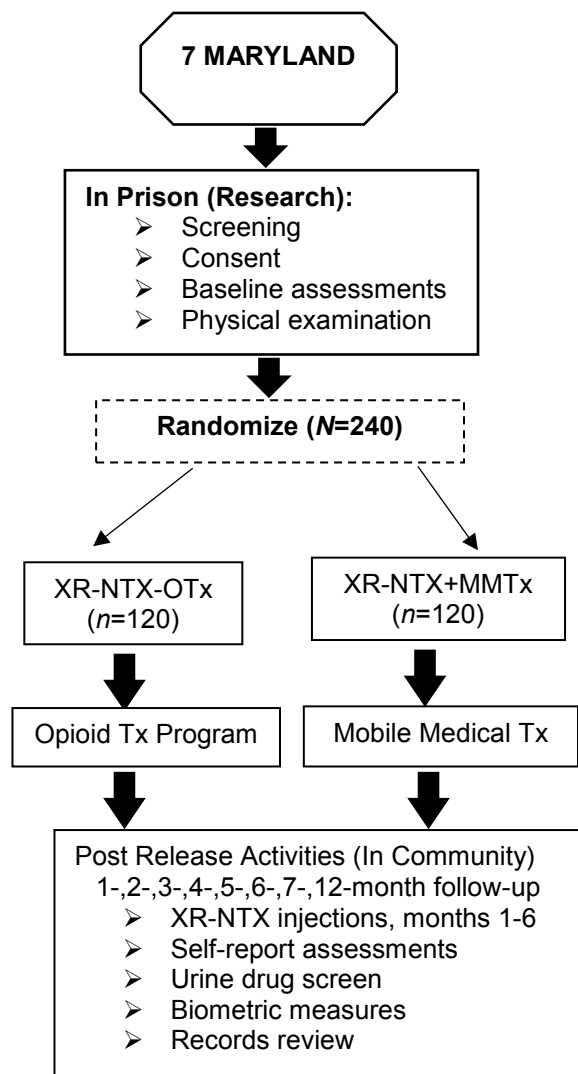 7 MARYLAND
In Prison (Research):
➢ Screening
➢ Consent
➢ Baseline assessments
➢ Physical examination
Randomize (N=240)
XR-NTX-OTx
(n=120)
XR-NTX+MMTx
(n=120)
Opioid Tx Program
Mobile Medical Tx
Post Release Activities (In Community)
1-,2-,3-,4-,5-,6-,7-,12-month follow-up
➢ XR-NTX injections, months 1-6
➢ Self-report assessments
➢ Urine drug screen
➢ Biometric measures
➢ Records review